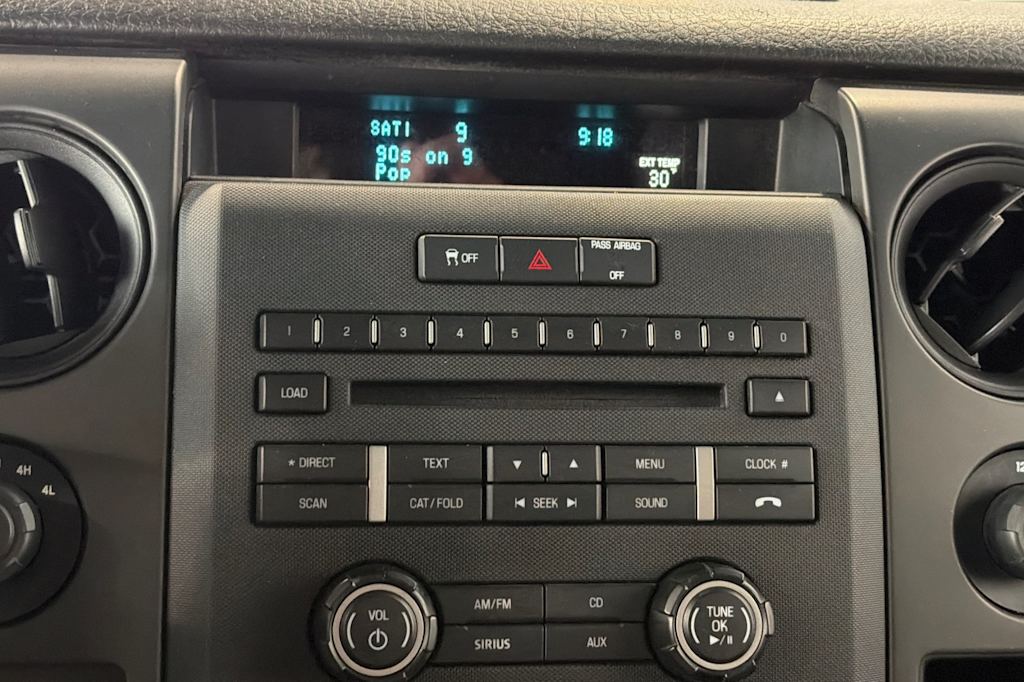 SAT1 9 9:18
90s on 9
Pop
EXT TEMP
30°
OFF
PASS AIRBAG
OFF
1 2 3 4 5 6 7 8 9 0
LOAD
* DIRECT TEXT MENU CLOCK #
SCAN CAT/FOLD SEEK SOUND
4H
4L
VOL
AM/FM CD
SIRIUS AUX
TUNE
OK